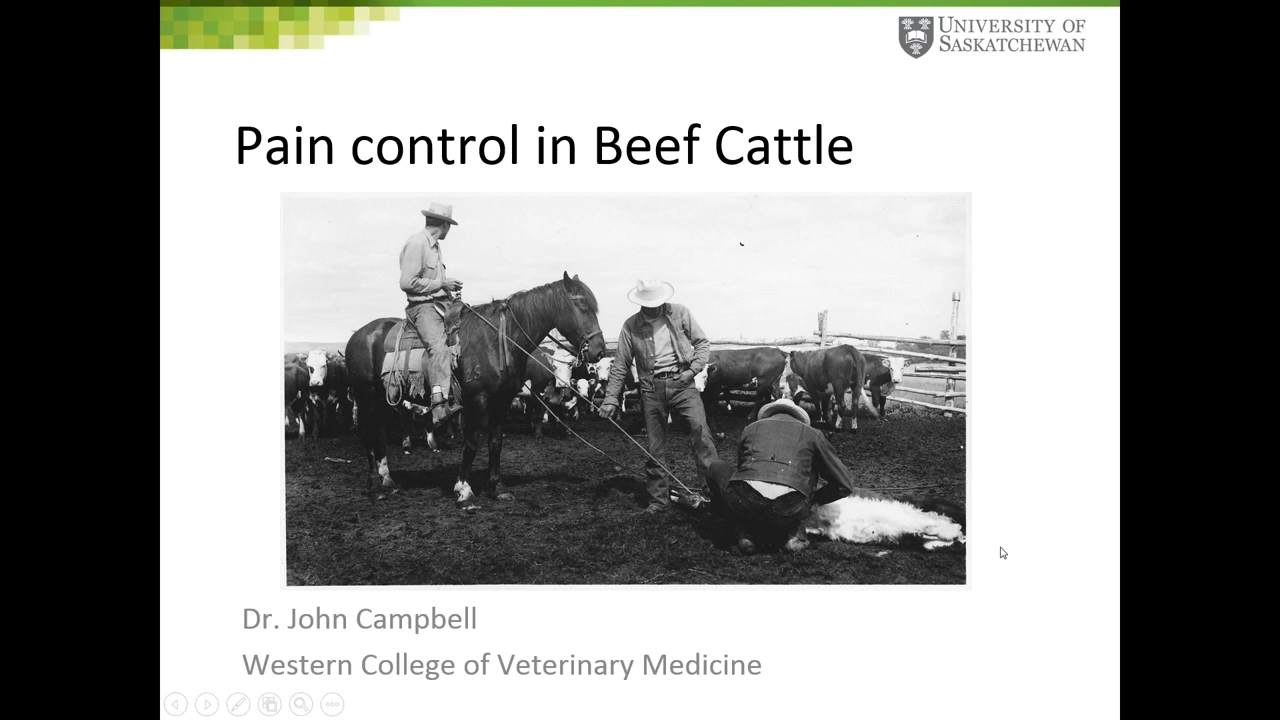 UNIVERSITY OF
SASKATCHEWAN
Pain control in Beef Cattle
Dr. John Campbell
Western College of Veterinary Medicine